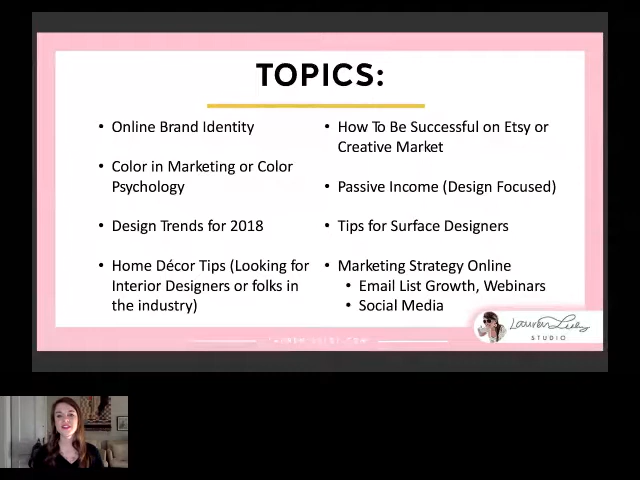 TOPICS:
• Online Brand Identity
• Color in Marketing or Color
Psychology
• Design Trends for 2018
• Home Décor Tips (Looking for
Interior Designers or folks in
the industry)
• How To Be Successful on Etsy or
Creative Market
• Passive Income (Design Focused)
• Tips for Surface Designers
• Marketing Strategy Online
• Email List Growth, Webinars
• Social Media
STUDIO